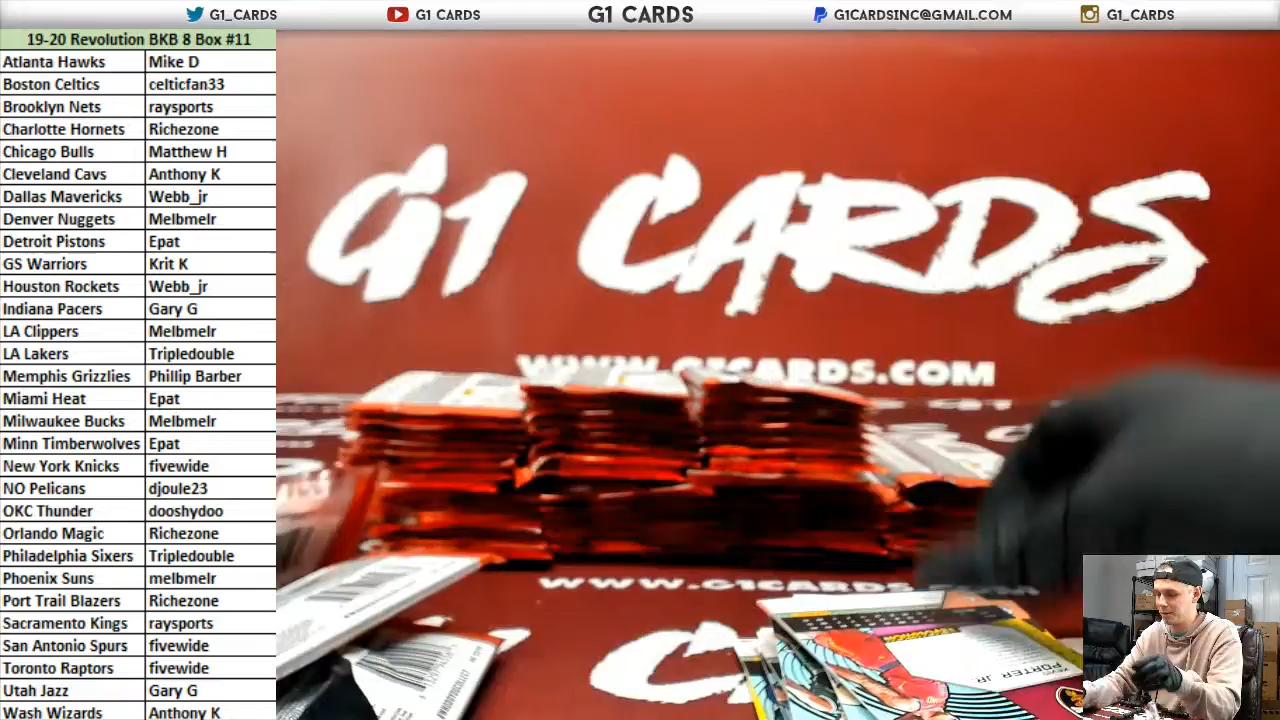 G1_CARDS
G1 CARDS
G1 CARDS
G1CARDSINC@GMAIL.COM
G1_CARDS
19-20 Revolution BKB 8 Box #11
Atlanta Hawks Mike D
Boston Celtics celticfan33
Brooklyn Nets raysports
Charlotte Hornets Richezone
Chicago Bulls Matthew H
Cleveland Cavs Anthony K
Dallas Mavericks Webb_jr
Denver Nuggets Melbmelr
Detroit Pistons Epat
GS Warriors Krit K
Houston Rockets Webb_jr
Indiana Pacers Gary G
LA Clippers Melbmelr
LA Lakers Tripledouble
Memphis Grizzlies Phillip Barber
Miami Heat Epat
Milwaukee Bucks Melbmelr
Minn Timberwolves Epat
New York Knicks fivewide
NO Pelicans djoule23
OKC Thunder dooshydoo
Orlando Magic Richezone
Philadelphia Sixers Tripledouble
Phoenix Suns melbmelr
Port Trail Blazers Richezone
Sacramento Kings raysports
San Antonio Spurs fivewide
Toronto Raptors fivewide
Utah Jazz Gary G
Wash Wizards Anthony K
G1 CARDS
WWW.G1CARDS.COM
WWW.G1CARDS.COM
KEVIN
PORTER JR